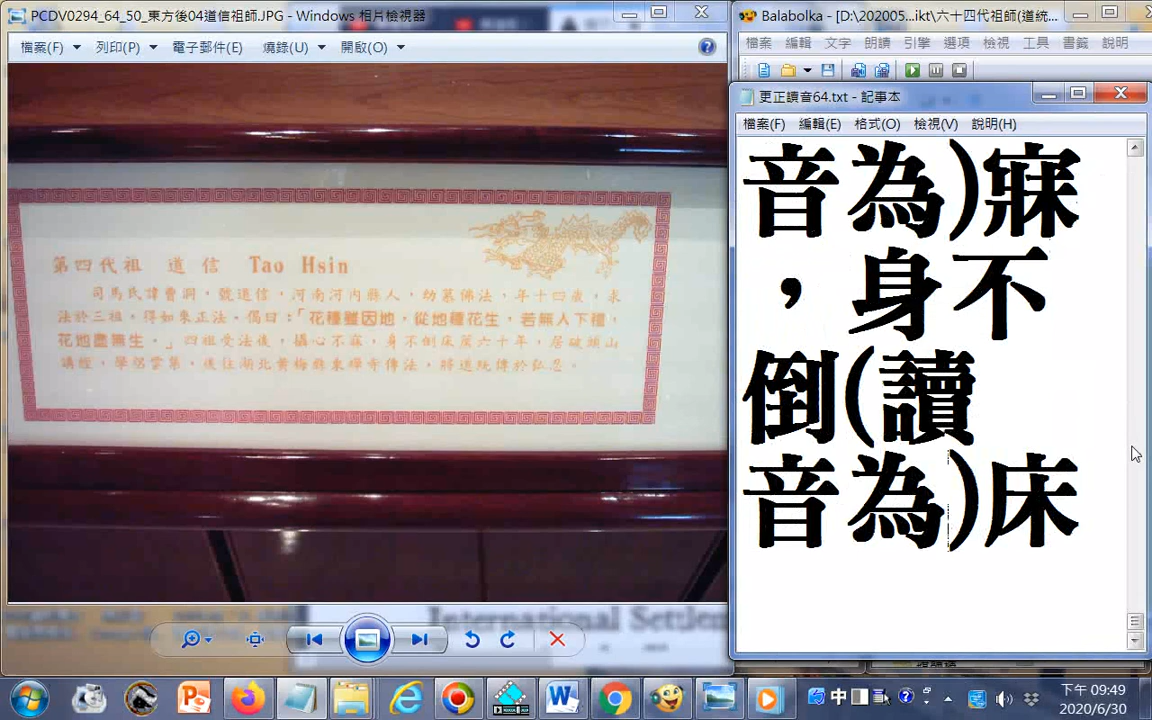 PCDV0294_64_50_東方後04道信祖師.JPG - Windows 相片檢視器
檔案(F) 列印(P) 電子郵件(E) 燒錄(U) 開啟(O)
第四代祖 道信 Tao Hsin
司馬氏諱曹洞，號道信，河南河內縣人，幼慕佛法，年十四歲，求
法於三祖，得如來正法。偈曰：「花種雖因地，從地種花生，若無人下種，
花地盡無生。」四祖受法後，攝心不寐，身不倒床蓆六十年，居破頭山
講經，學眾雲集，後往湖北黃梅縣東禪寺傳法，將道統傳於弘忍。
International Settlem
Balabolka - [D:\202005...ikt\六十四代祖師(道統...
檔案 編輯 文字 朗讀 引擎 選項 檢視 工具 書籤 說明
更正讀音64.txt - 記事本
檔案(F) 編輯(E) 格式(O) 檢視(V) 說明(H)
音為)寐
，身不
倒(讀
音為)床
中
下午 09:49
2020/6/30